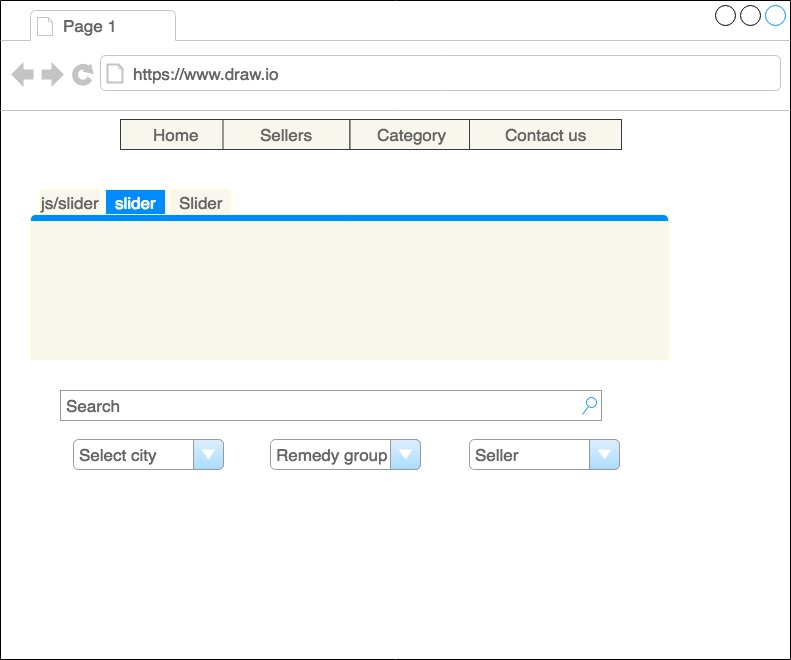 Page 1
https://www.draw.io
Home Sellers Category Contact us
js/slider slider Slider
Search
Select city Remedy group Seller